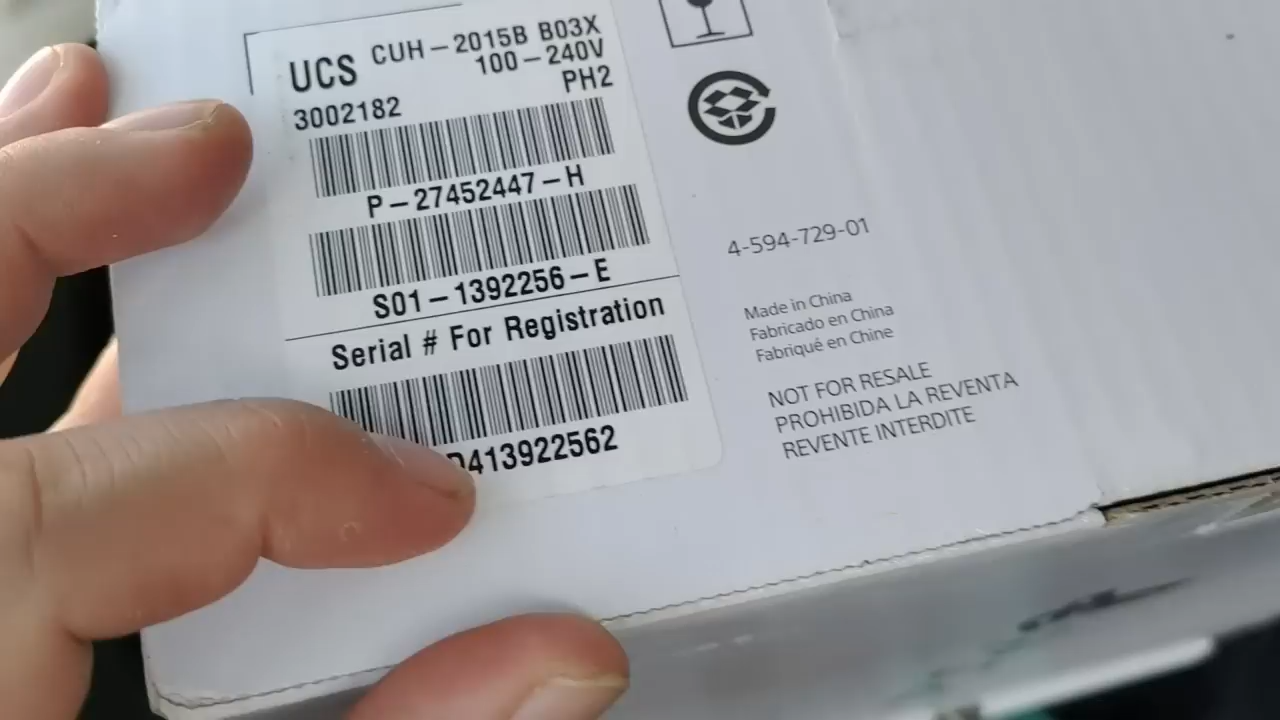 UCS CUH-2015B B03X
100-240V
3002182 PH2
P-27452447-H
S01-1392256-E
Serial # For Registration
413922562
4-594-729-01
Made in China
Fabricado en China
Fabriqué en Chine
NOT FOR RESALE
PROHIBIDA LA REVENTA
REVENTE INTERDITE